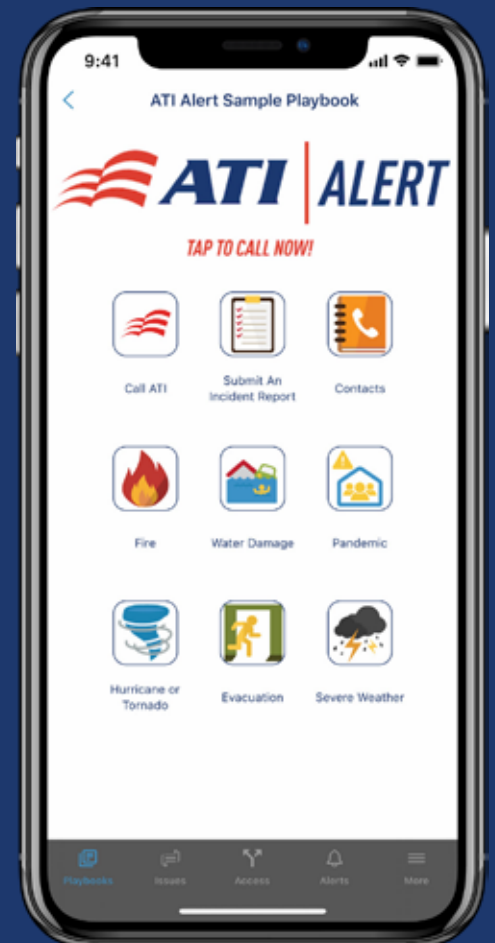 9:41
ATI Alert Sample Playbook
ATI ALERT
TAP TO CALL NOW!
Call ATI
Submit An
Incident Report
Contacts
Fire
Water Damage
Pandemic
Hurricane or
Tornado
Evacuation
Severe Weather
Playbooks
Issues
Access
Alerts
More